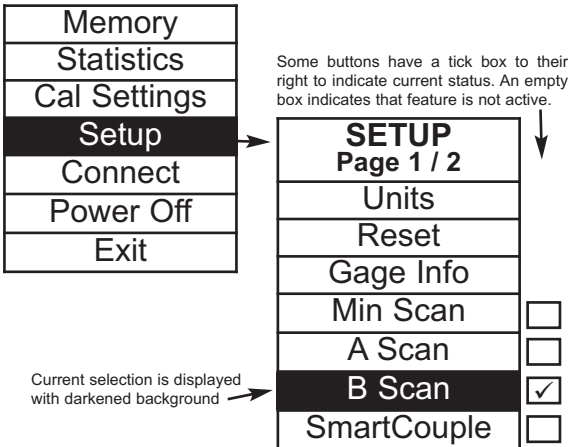 Memory
Statistics
Cal Settings
Setup
Connect
Power Off
Exit
Some buttons have a tick box to their
right to indicate current status. An empty
box indicates that feature is not active.
SETUP
Page 1 / 2
Units
Reset
Gage Info
Min Scan
A Scan
B Scan
SmartCouple
Current selection is displayed
with darkened background